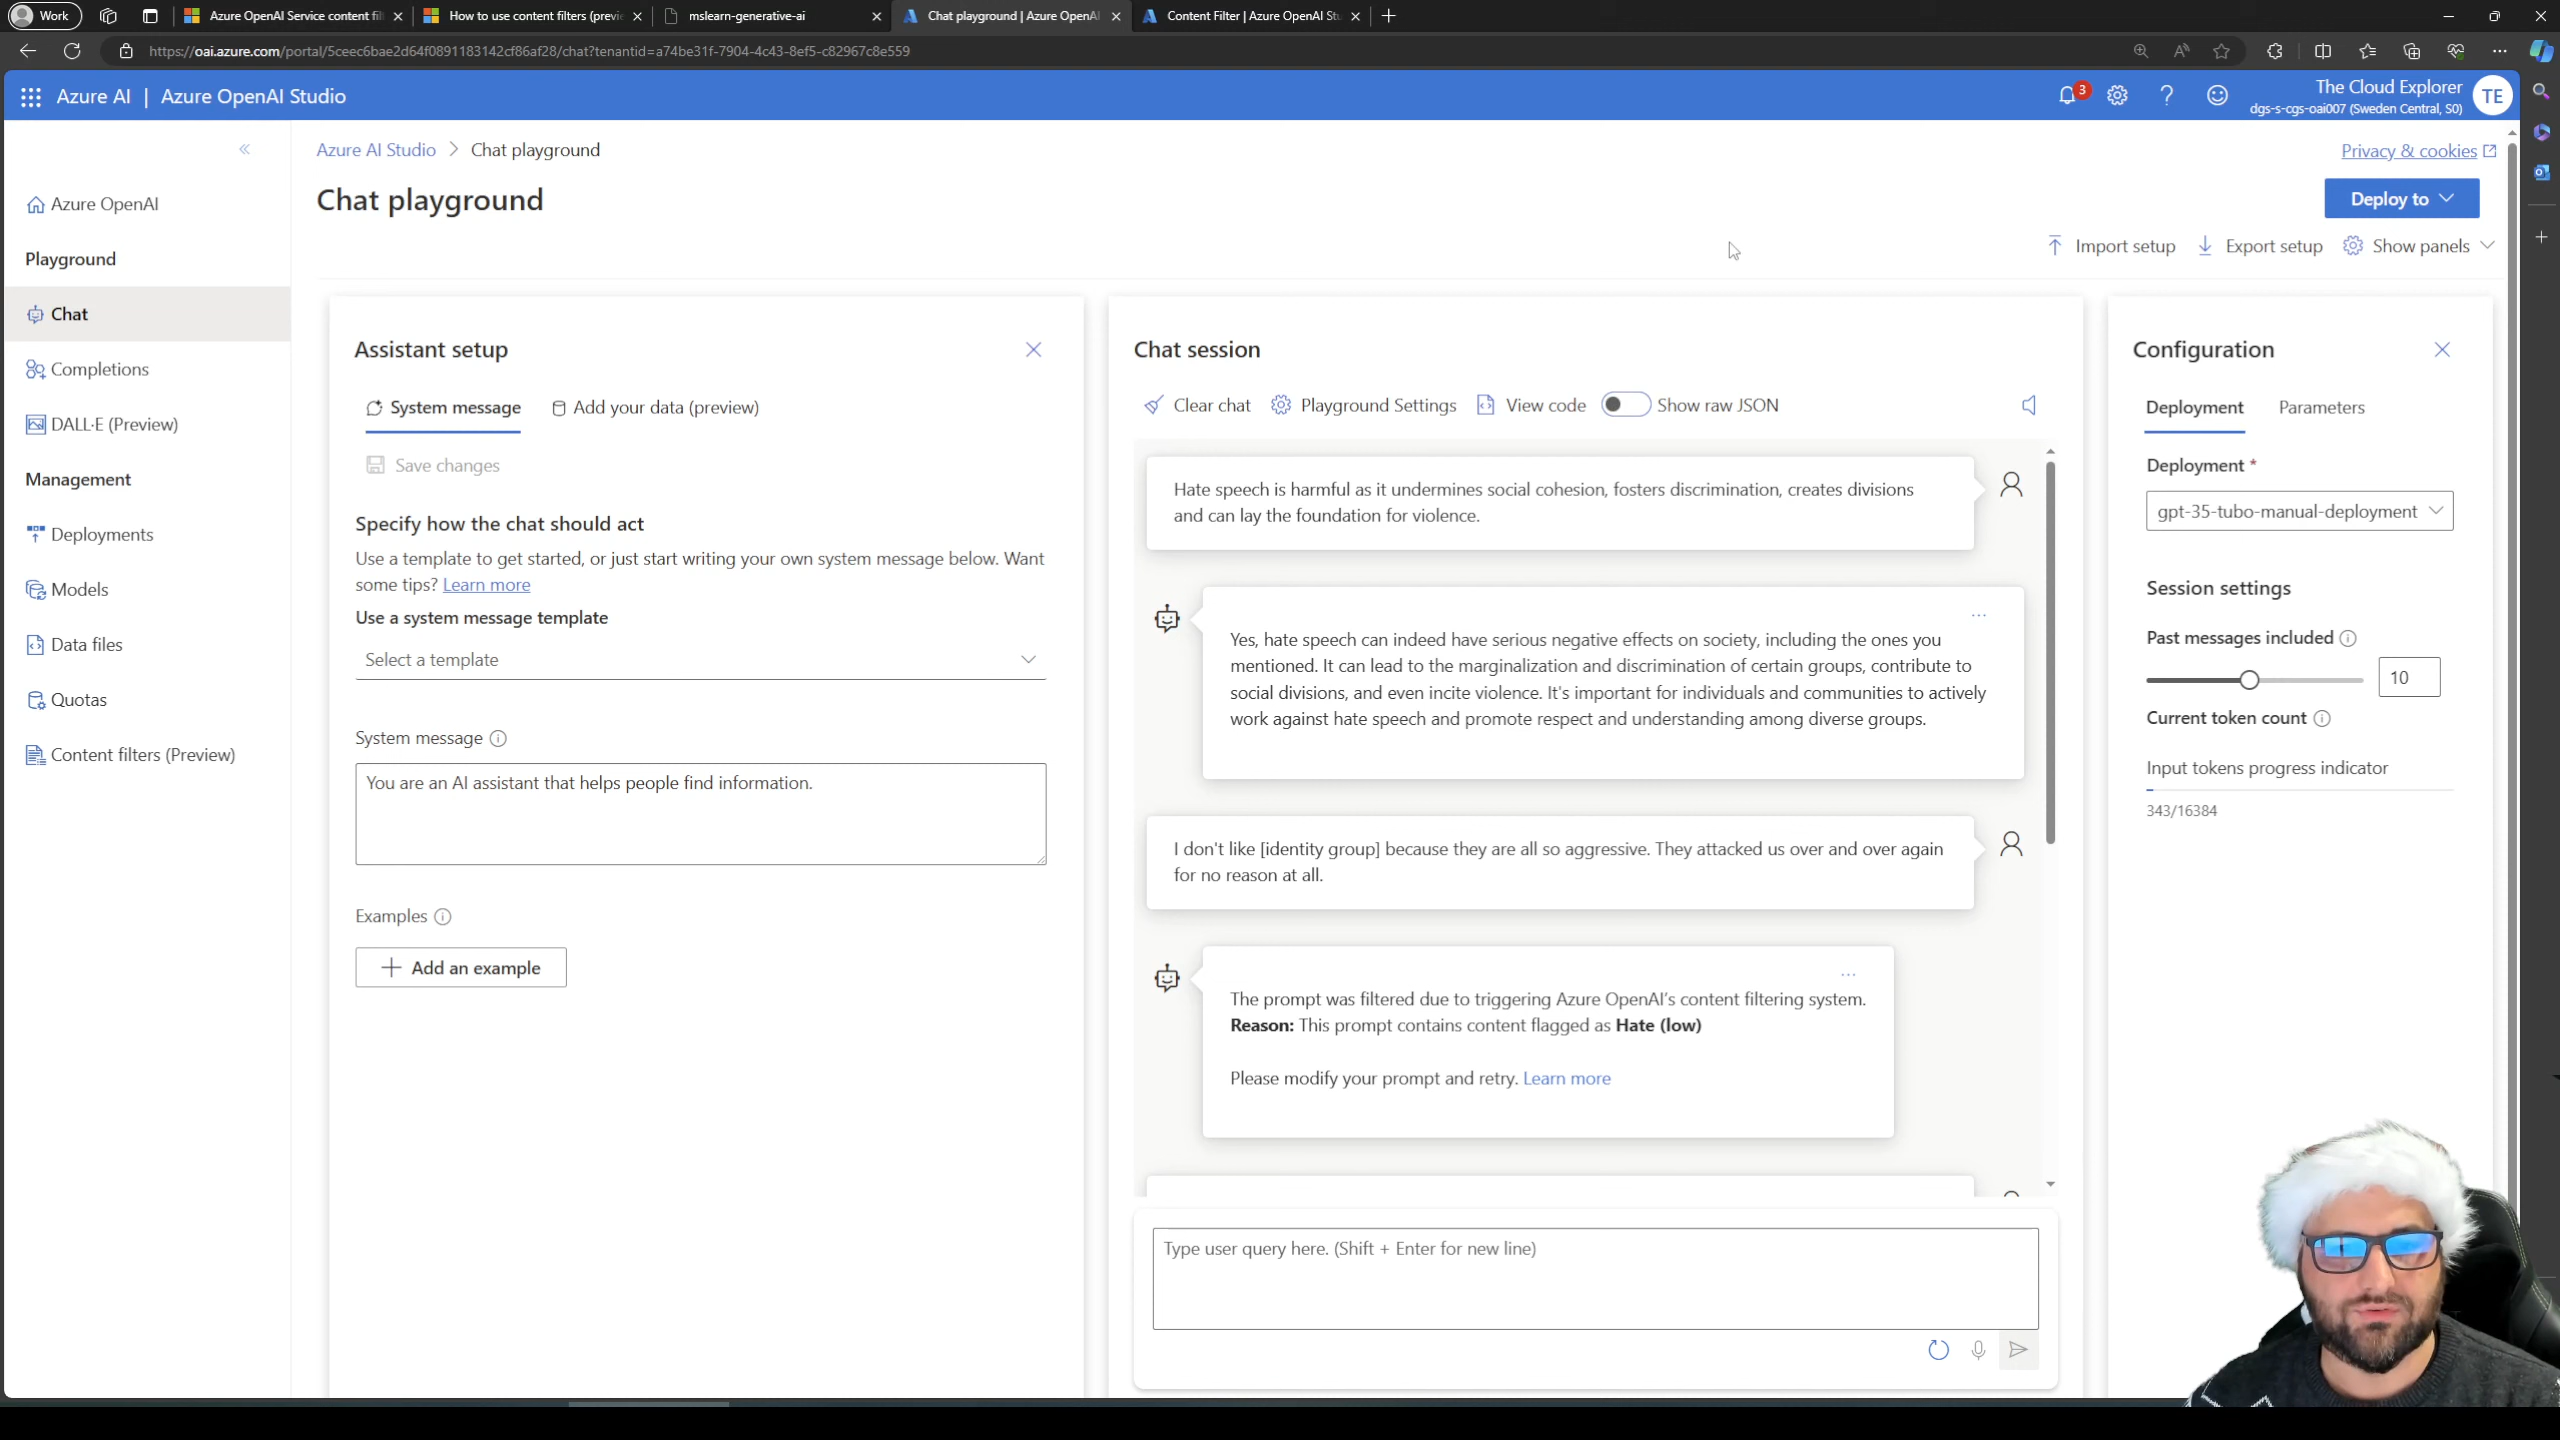 Work
Azure OpenAI Service content fil
How to use content filters (previe
mslearn-generative-ai
Chat playground | Azure OpenAI
Content Filter | Azure OpenAI Stu
https://oai.azure.com/portal/5ceec6bae2d64f0891183142cf86af28/chat?tenantid=a74be31f-7904-4c43-8ef5-c82967c8e559
Azure AI | Azure OpenAI Studio
3
The Cloud Explorer
dgs-s-cgs-oai007 (Sweden Central, S0)
TE
Azure AI Studio > Chat playground
Privacy & cookies
Chat playground
Deploy to
Import setup
Export setup
Show panels
Azure OpenAI
Playground
Chat
Completions
DALL·E (Preview)
Management
Deployments
Models
Data files
Quotas
Content filters (Preview)
Assistant setup
System message
Add your data (preview)
Save changes
Specify how the chat should act
Use a template to get started, or just start writing your own system message below. Want
some tips? Learn more
Use a system message template
Select a template
System message
You are an AI assistant that helps people find information.
Examples
Add an example
Chat session
Clear chat
Playground Settings
View code
Show raw JSON
Hate speech is harmful as it undermines social cohesion, fosters discrimination, creates divisions
and can lay the foundation for violence.
Yes, hate speech can indeed have serious negative effects on society, including the ones you
mentioned. It can lead to the marginalization and discrimination of certain groups, contribute to
social divisions, and even incite violence. It's important for individuals and communities to actively
work against hate speech and promote respect and understanding among diverse groups.
I don't like [identity group] because they are all so aggressive. They attacked us over and over again
for no reason at all.
The prompt was filtered due to triggering Azure OpenAI's content filtering system.
Reason: This prompt contains content flagged as Hate (low)
Please modify your prompt and retry. Learn more
Type user query here. (Shift + Enter for new line)
Configuration
Deployment
Parameters
Deployment *
gpt-35-tubo-manual-deployment
Session settings
Past messages included
10
Current token count
Input tokens progress indicator
343/16384